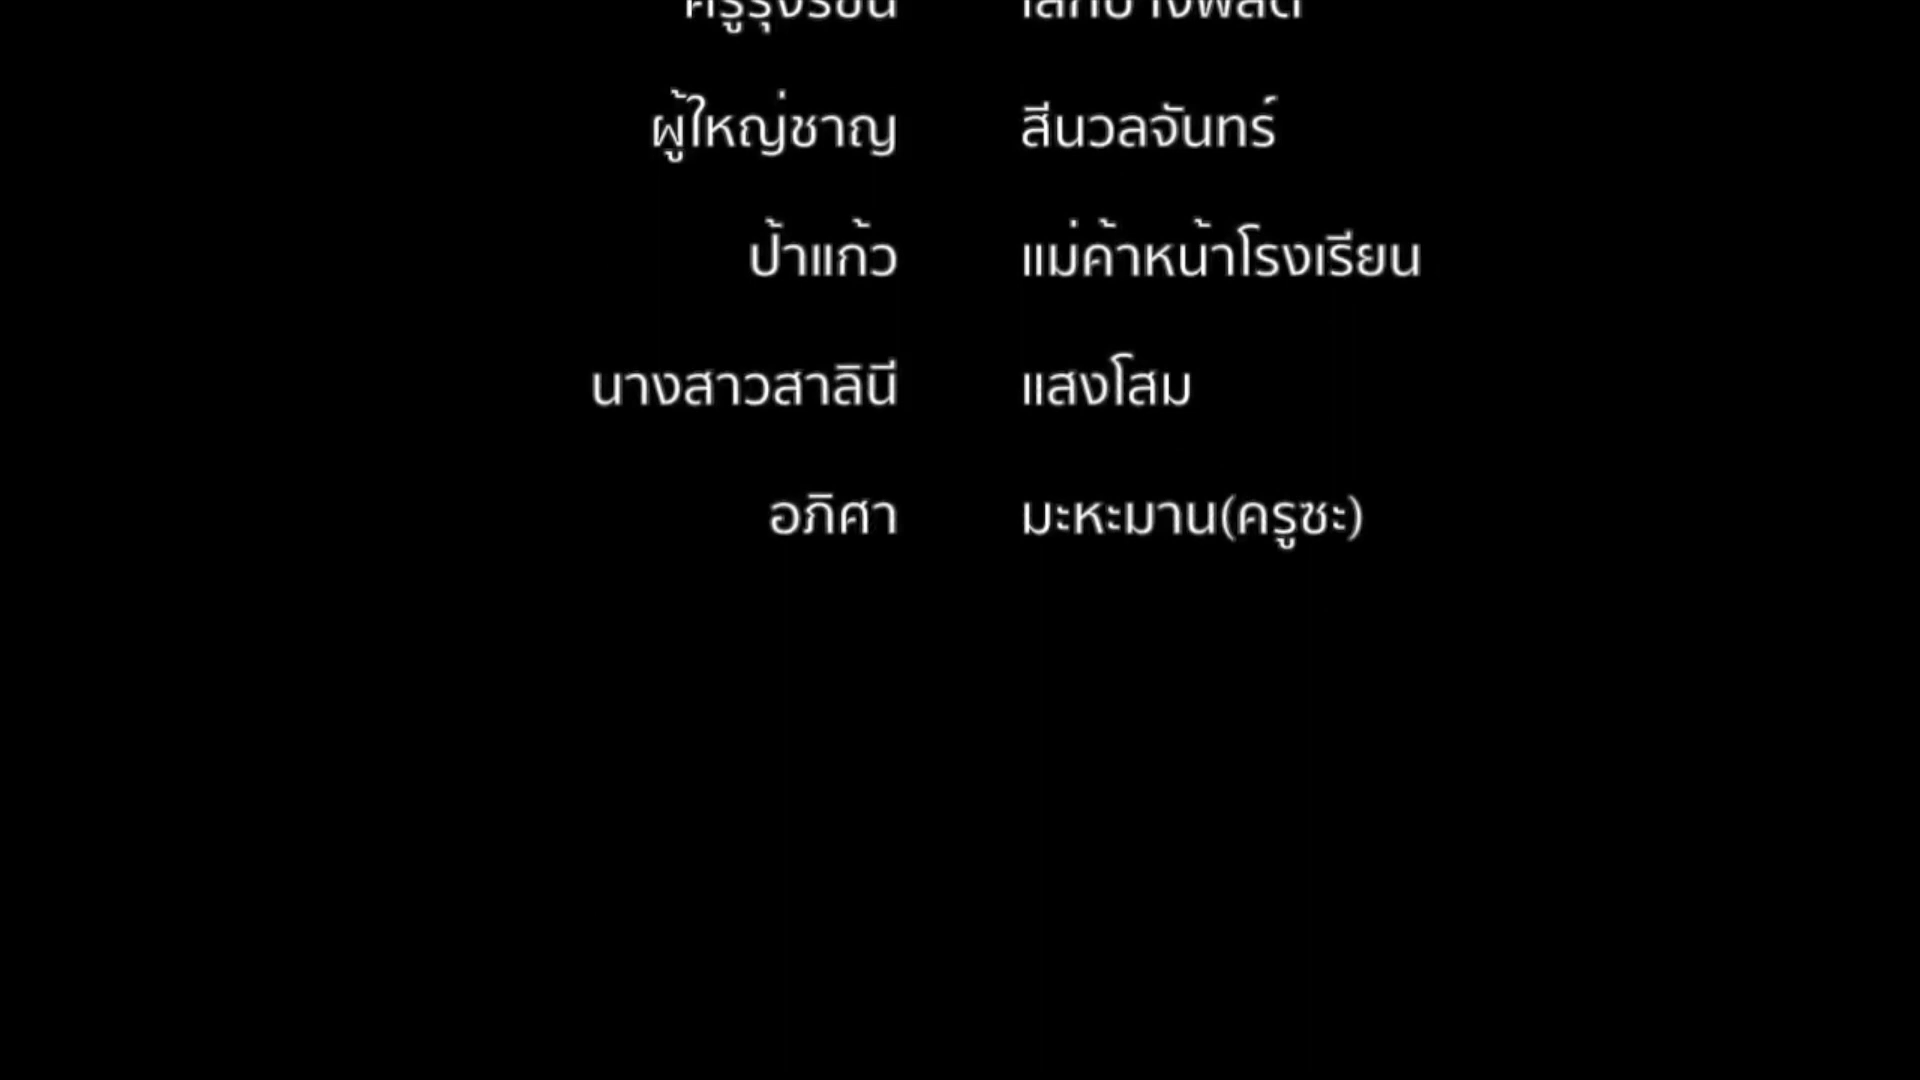 ผู้ใหญ่ชาญ สีนวลจันทร์
ป้าแก้ว แม่ค้าหน้าโรงเรียน
นางสาวสาลินี แสงโสม
อภิศา มะหะมาน(ครูซะ)